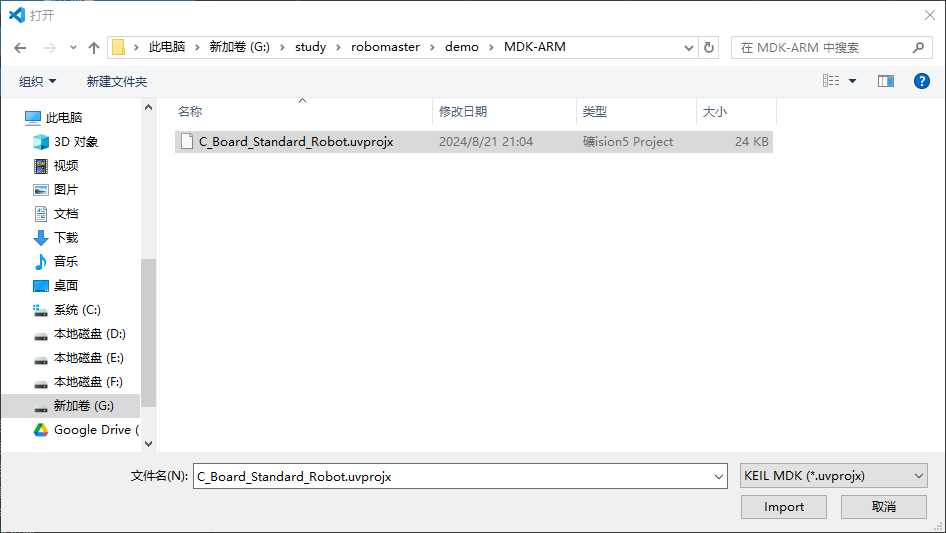 打开
此电脑 新加卷 (G:) study robomaster demo MDK-ARM 在 MDK-ARM 中搜索
组织 新建文件夹
名称 修改日期 类型 大小
此电脑
3D 对象
视频
图片
文档
下载
音乐
桌面
系统 (C:)
本地磁盘 (D:)
本地磁盘 (E:)
本地磁盘 (F:)
新加卷 (G:)
Google Drive (
C_Board_Standard_Robot.uvprojx 2024/8/21 21:04 礦ision5 Project 24 KB
文件名(N): C_Board_Standard_Robot.uvprojx KEIL MDK (*.uvprojx)
Import 取消